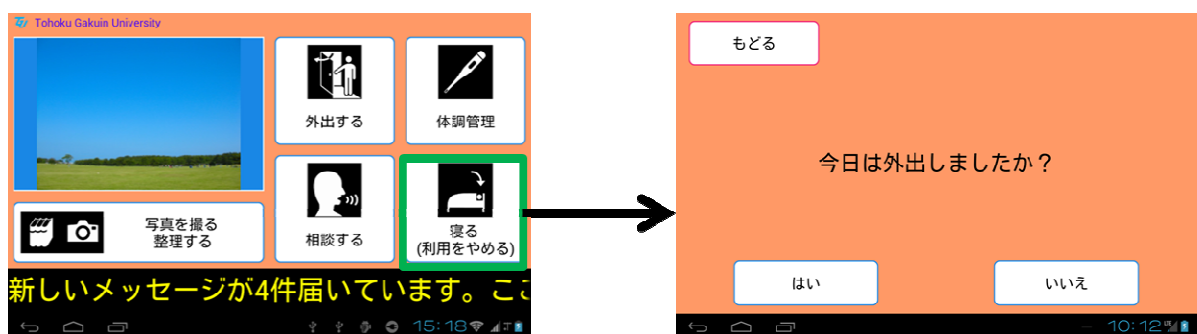 Tohoku Gakuin University
外出する
体調管理
写真を撮る
整理する
相談する
寝る
(利用をやめる)
新しいメッセージが4件届いています。ここ
15:18
もどる
今日は外出しましたか？
はい
いいえ
10:12